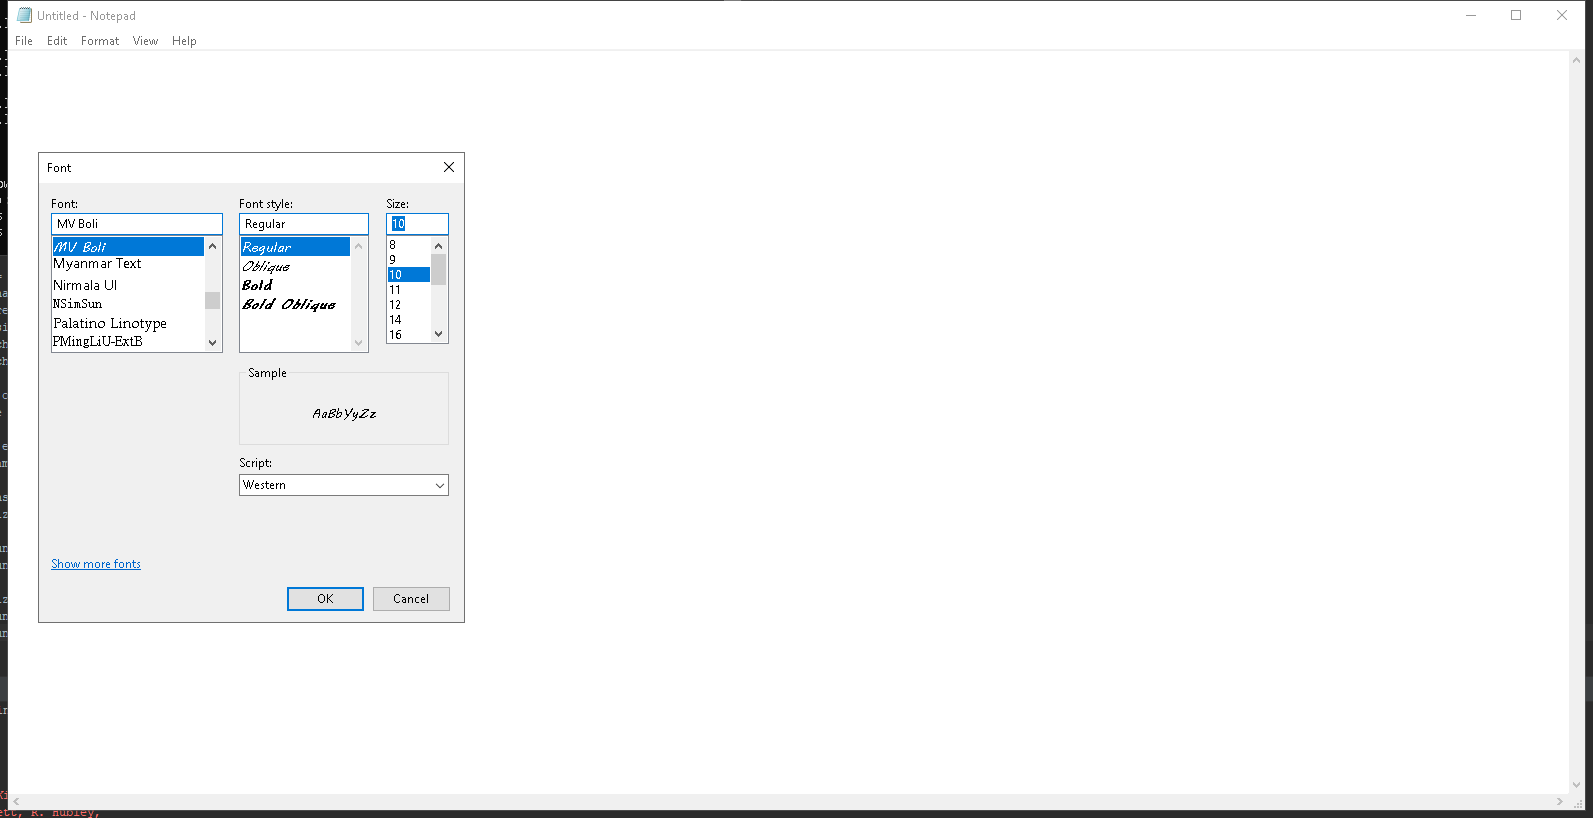 Untitled - Notepad
File Edit Format View Help
Font
Font: Font style: Size:
MV Boli Regular 10
MV Boli
Myanmar Text
Nirmala UI
NSimSun
Palatino Linotype
PMingLiU-ExtB
Regular
Oblique
Bold
Bold Oblique
8
9
10
11
12
14
16
Sample
AaBbYyZz
Script:
Western
Show more fonts
OK Cancel
ett, R. Hubley,